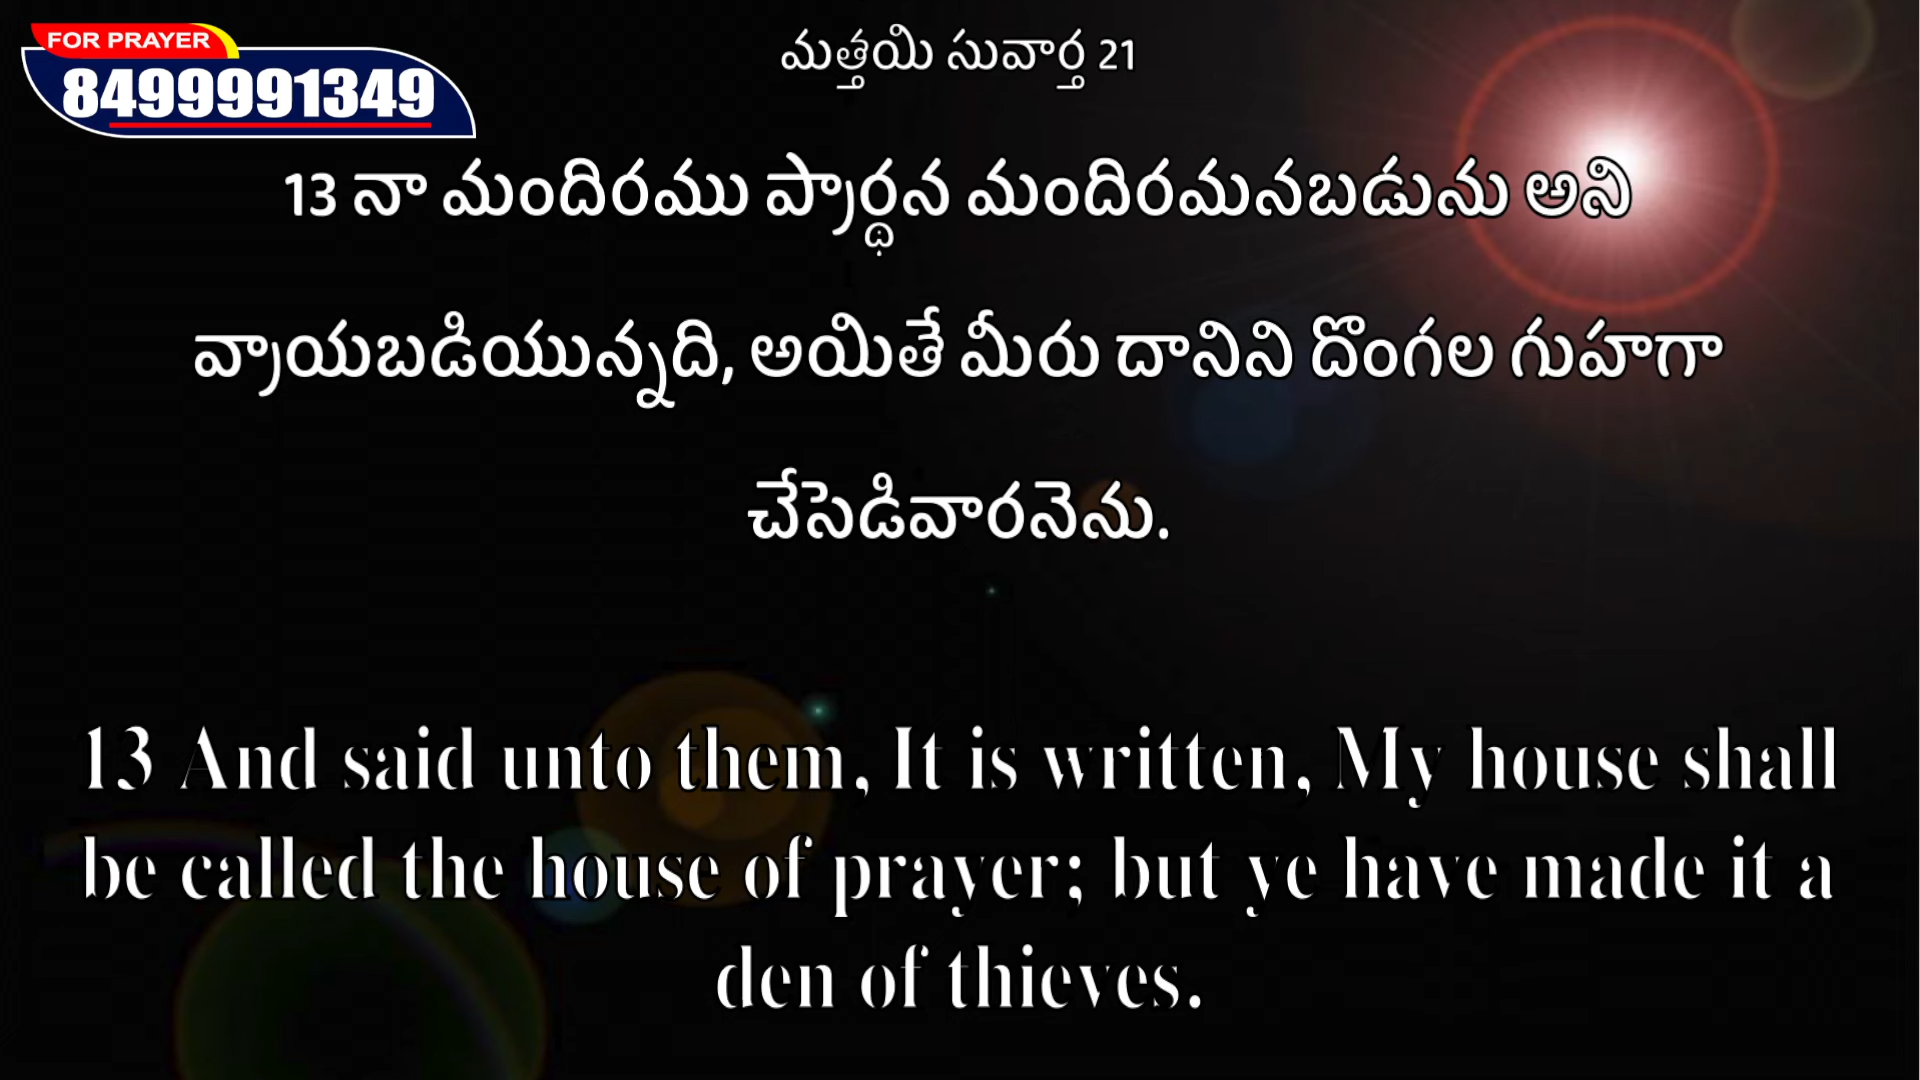 FOR PRAYER
8499991349
మత్తయి సువార్త 21
13 నా మందిరము ప్రార్థన మందిరమనబడును అని
వ్రాయబడియున్నది, అయితే మీరు దానిని దొంగల గుహగా
చేసెడివారనెను.
13 And said unto them, It is written, My house shall
be called the house of prayer; but ye have made it a
den of thieves.